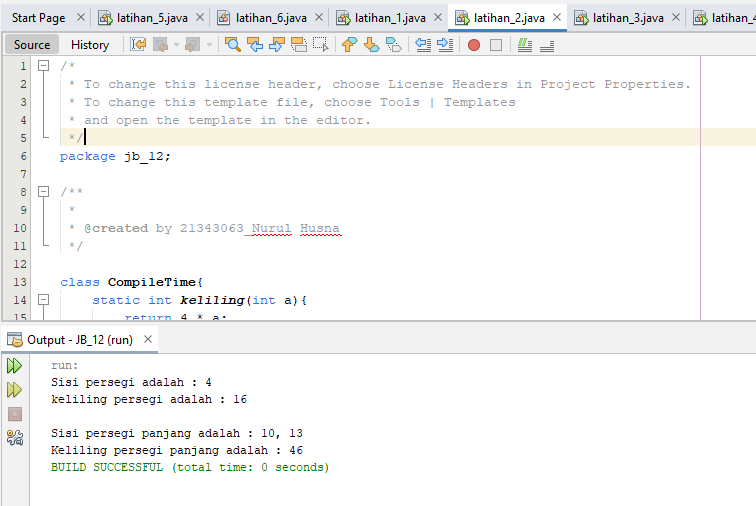 Start Page
latihan_5.java
latihan_6.java
latihan_1.java
latihan_2.java
latihan_3.java
latihan
Source
History
1 /*
2 * To change this license header, choose License Headers in Project Properties.
3 * To change this template file, choose Tools | Templates
4 * and open the template in the editor.
5 */
6 package jb_12;
7
8 /**
9 *
10 * @created by 21343063_Nurul Husna
11 */
12
13 class CompileTime{
14 static int keliling(int a){
15 return 4 * a;
Output - JB_12 (run)
run:
Sisi persegi adalah : 4
keliling persegi adalah : 16
Sisi persegi panjang adalah : 10, 13
Keliling persegi panjang adalah : 46
BUILD SUCCESSFUL (total time: 0 seconds)